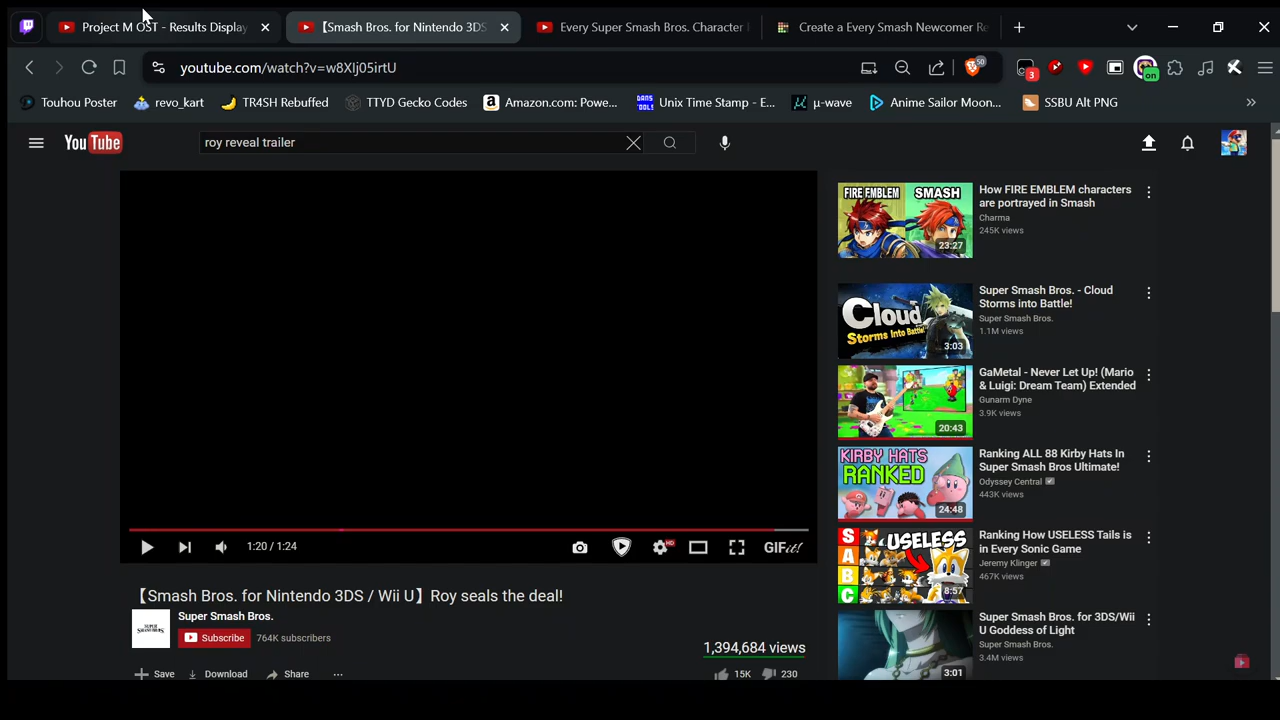 Project M OST - Results Display
【Smash Bros. for Nintendo 3DS
Every Super Smash Bros. Character
Create a Every Smash Newcomer Re
youtube.com/watch?v=w8XIj05irtU
50
3
on
Touhou Poster
revo_kart
TR4SH Rebuffed
TTYD Gecko Codes
Amazon.com: Powe...
Unix Time Stamp - E...
μ-wave
Anime Sailor Moon...
SSBU Alt PNG
YouTube
roy reveal trailer
FIRE EMBLEM
SMASH
23:27
How FIRE EMBLEM characters
are portrayed in Smash
Charma
245K views
Cloud
Storms Into Battle!
3:03
Super Smash Bros. - Cloud
Storms into Battle!
Super Smash Bros.
1.1M views
20:43
GaMetal - Never Let Up! (Mario
& Luigi: Dream Team) Extended
Gunarm Dyne
3.9K views
KIRBY HATS
RANKED
24:48
Ranking ALL 88 Kirby Hats In
Super Smash Bros Ultimate!
Odyssey Central
443K views
S
A
B
C
USELESS
8:57
Ranking How USELESS Tails is
in Every Sonic Game
Jeremy Klinger
467K views
3:01
Super Smash Bros. for 3DS/Wii
U Goddess of Light
Super Smash Bros.
3.4M views
1:20 / 1:24
HD
GIFit!
【Smash Bros. for Nintendo 3DS / Wii U】Roy seals the deal!
SUPER
SMASH BROS.
Super Smash Bros.
Subscribe
764K subscribers
1,394,684 views
Save
Download
Share
15K
230